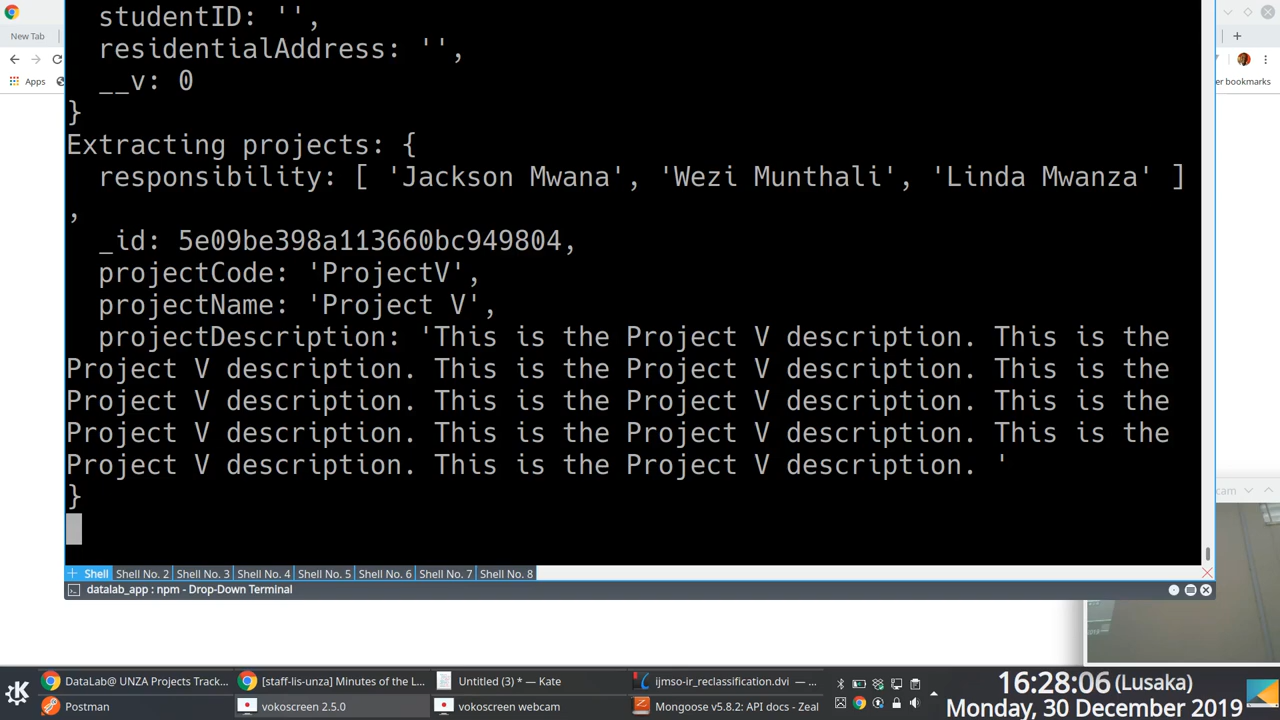 New Tab
Apps
er bookmarks
studentID: '',
residentialAddress: '',
__v: 0
}
Extracting projects: {
responsibility: [ 'Jackson Mwana', 'Wezi Munthali', 'Linda Mwanza' ]
,
_id: 5e09be398a113660bc949804,
projectCode: 'ProjectV',
projectName: 'Project V',
projectDescription: 'This is the Project V description. This is the
Project V description. This is the Project V description. This is the
Project V description. This is the Project V description. This is the
Project V description. This is the Project V description. This is the
Project V description. This is the Project V description. '
}
cam
Shell Shell No. 2 Shell No. 3 Shell No. 4 Shell No. 5 Shell No. 6 Shell No. 7 Shell No. 8
datalab_app : npm - Drop-Down Terminal
DataLab@ UNZA Projects Track... [staff-lis-unza] Minutes of the L... Untitled (3) * — Kate ijmso-ir_reclassification.dvi — ...
Postman vokoscreen 2.5.0 vokoscreen webcam Mongoose v5.8.2: API docs - Zeal
16:28:06 (Lusaka)
Monday, 30 December 2019